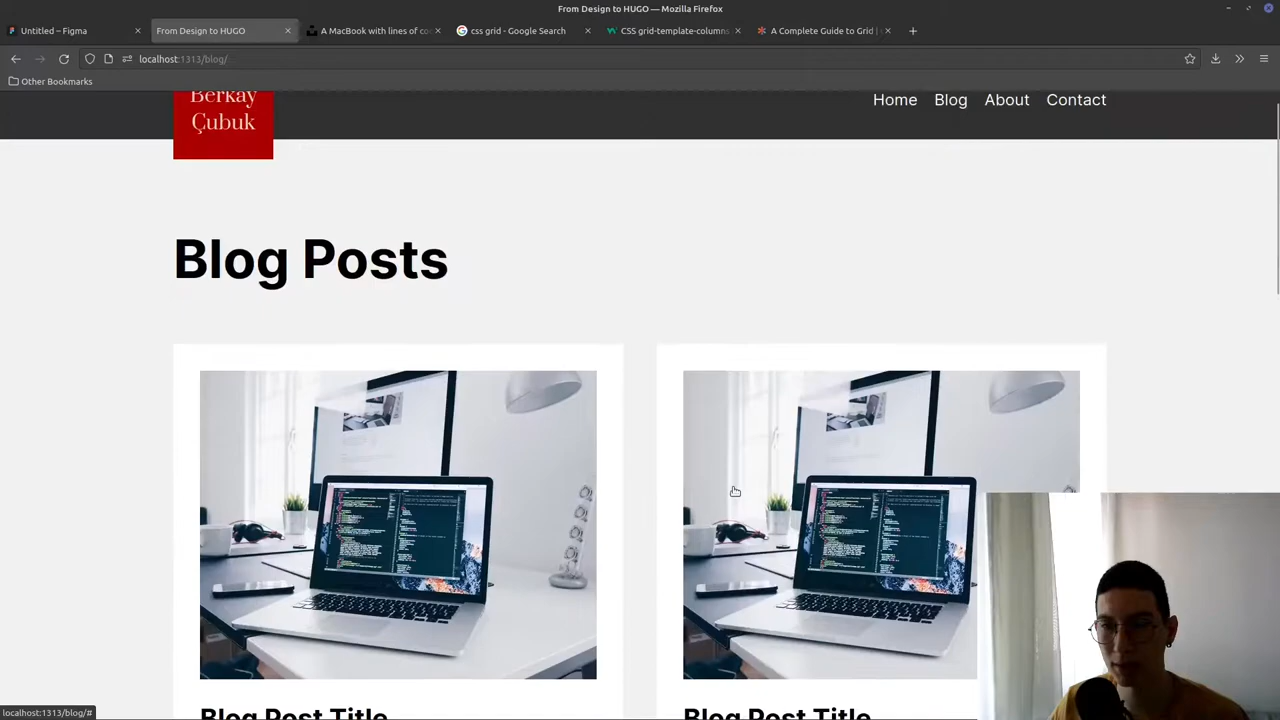 From Design to HUGO — Mozilla Firefox
Untitled – Figma
From Design to HUGO
A MacBook with lines of co
css grid - Google Search
CSS grid-template-columns
A Complete Guide to Grid |
localhost:1313/blog/
Other Bookmarks
Berkay
Çubuk
Home Blog About Contact
Blog Posts
Blog Post Title
Blog Post Title
localhost:1313/blog/#